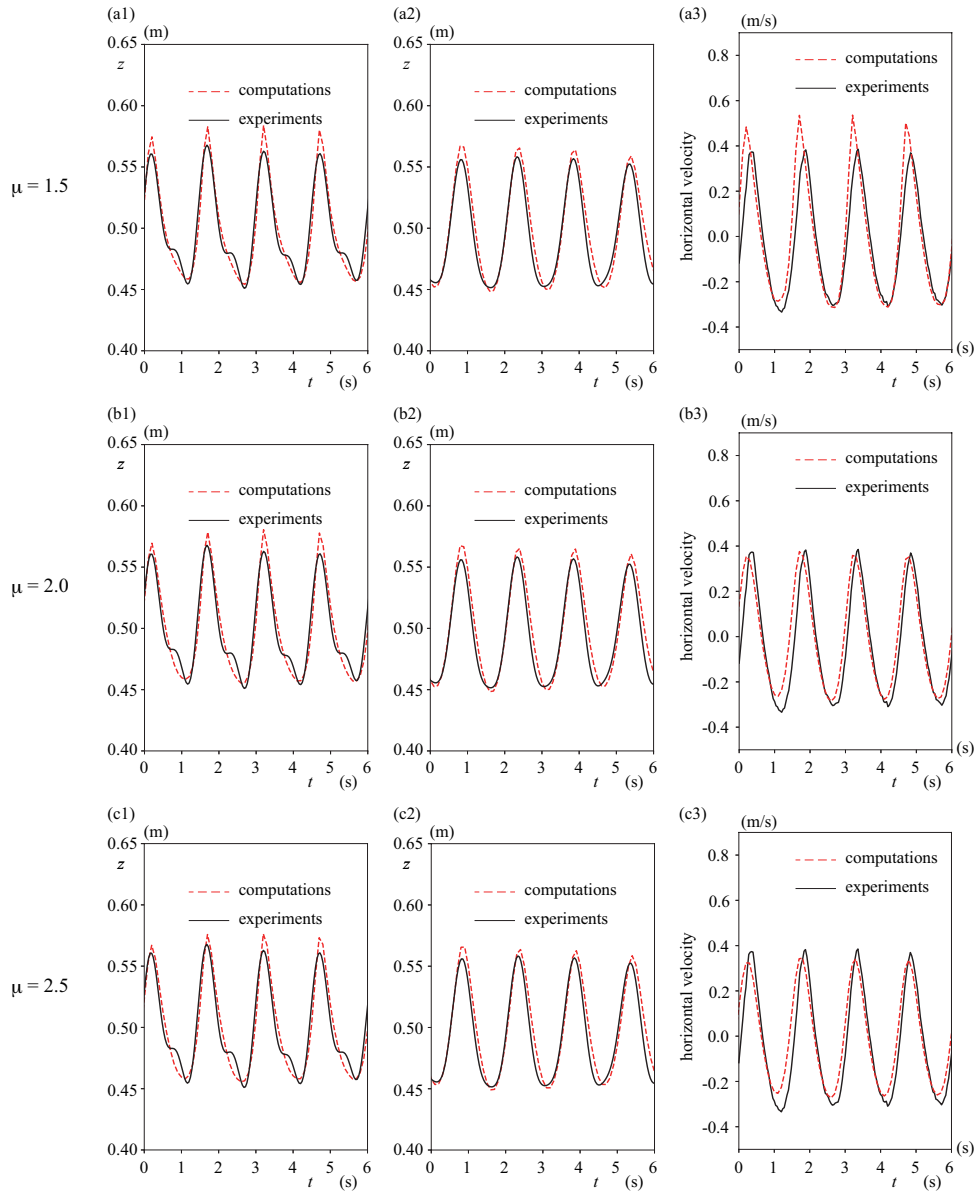 (a1)
(m)
0.65
z
0.60
0.55
0.50
0.45
0.40
computations
experiments
0 1 2 3 4 5 6
t (s)
(a2)
(m)
0.65
z
0.60
0.55
0.50
0.45
0.40
computations
experiments
0 1 2 3 4 5 6
t (s)
(a3)
(m/s)
0.8
0.6
0.4
0.2
0.0
-0.2
-0.4
horizontal velocity
computations
experiments
0 1 2 3 4 5 6
t
(s)
μ = 1.5
(b1)
(m)
0.65
z
0.60
0.55
0.50
0.45
0.40
computations
experiments
0 1 2 3 4 5 6
t (s)
(b2)
(m)
0.65
z
0.60
0.55
0.50
0.45
0.40
computations
experiments
0 1 2 3 4 5 6
t (s)
(b3)
(m/s)
0.8
0.6
0.4
0.2
0.0
-0.2
-0.4
horizontal velocity
computations
experiments
0 1 2 3 4 5 6
t
(s)
μ = 2.0
(c1)
(m)
0.65
z
0.60
0.55
0.50
0.45
0.40
computations
experiments
0 1 2 3 4 5 6
t (s)
(c2)
(m)
0.65
z
0.60
0.55
0.50
0.45
0.40
computations
experiments
0 1 2 3 4 5 6
t (s)
(c3)
(m/s)
0.8
0.6
0.4
0.2
0.0
-0.2
-0.4
horizontal velocity
computations
experiments
0 1 2 3 4 5 6
t
(s)
μ = 2.5